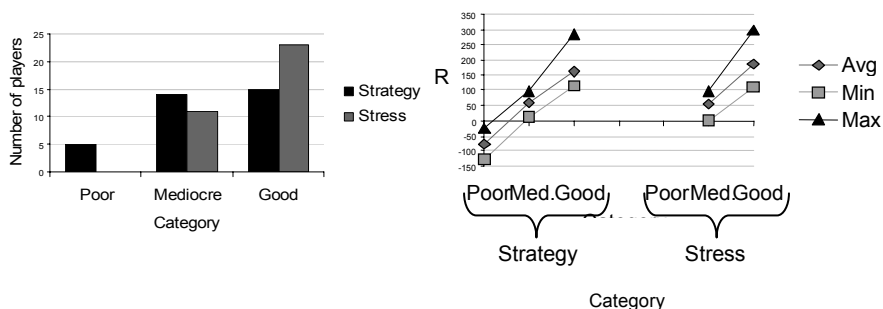 Number of players
25
20
15
10
5
0
Poor Mediocre Good
Category
Strategy
Stress
R
350
300
250
200
150
100
50
0
-50
-100
-150
PoorMed.Good PoorMed.Good
Strategy Stress
Category
Avg
Min
Max